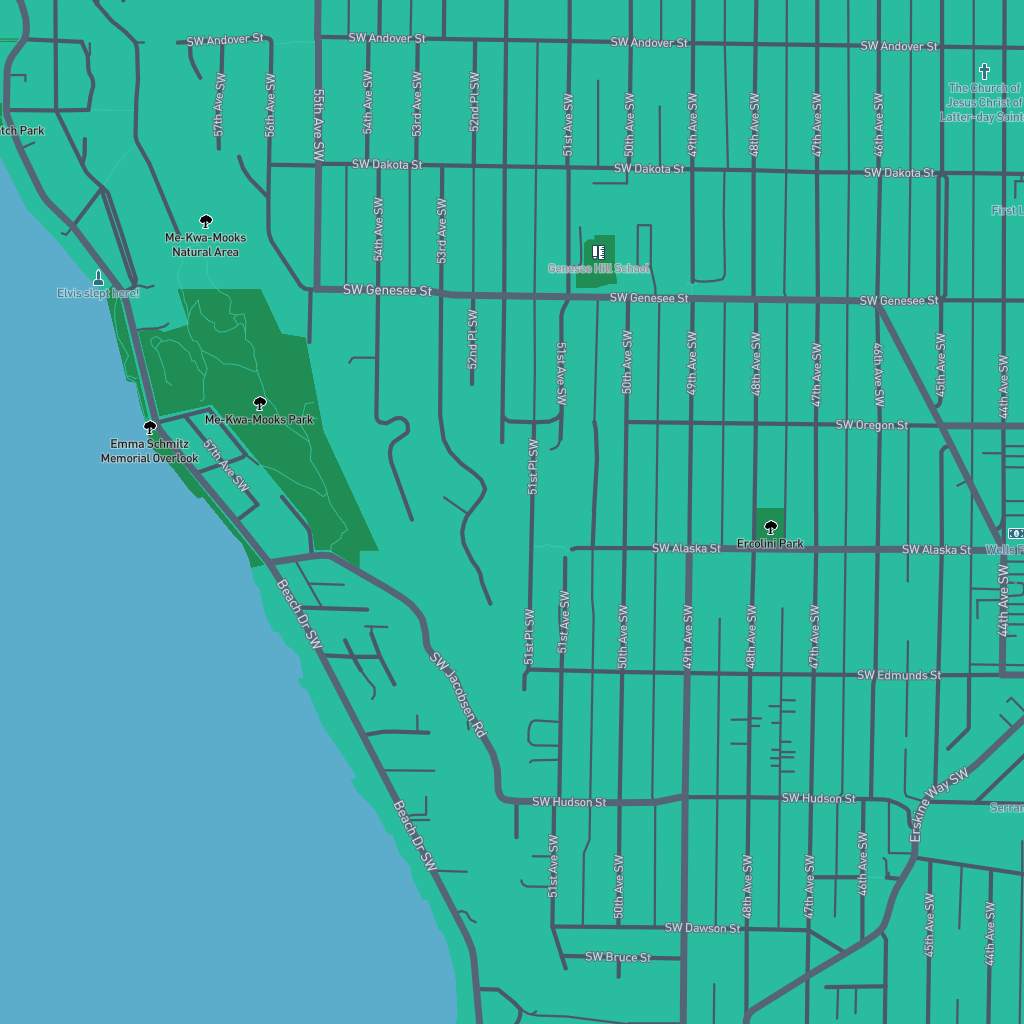 SW Andover St
SW Andover St
SW Andover St
SW Andover St
57th Ave SW
56th Ave SW
55th Ave SW
54th Ave SW
53rd Ave SW
52nd Pl SW
51st Ave SW
50th Ave SW
49th Ave SW
48th Ave SW
47th Ave SW
46th Ave SW
The Church of
Jesus Christ of
Latter-day Saints
atch Park
SW Dakota St
SW Dakota St
SW Dakota St
First L
Me-Kwa-Mooks
Natural Area
54th Ave SW
53rd Ave SW
Genesee Hill School
Elvis slept here!
SW Genesee St
SW Genesee St
SW Genesee St
52nd Pl SW
51st Ave SW
50th Ave SW
49th Ave SW
48th Ave SW
47th Ave SW
46th Ave SW
45th Ave SW
44th Ave SW
Me-Kwa-Mooks Park
Emma Schmitz
Memorial Overlook
57th Ave SW
SW Oregon St
51st Pl SW
Ercolini Park
SW Alaska St
SW Alaska St
Wells F
Beach Dr SW
51st Pl SW
51st Ave SW
50th Ave SW
49th Ave SW
48th Ave SW
47th Ave SW
44th Ave SW
SW Jacobsen Rd
SW Edmunds St
SW Hudson St
SW Hudson St
Erskine Way SW
Serran
Beach Dr SW
51st Ave SW
50th Ave SW
48th Ave SW
47th Ave SW
46th Ave SW
45th Ave SW
44th Ave SW
SW Dawson St
SW Bruce St